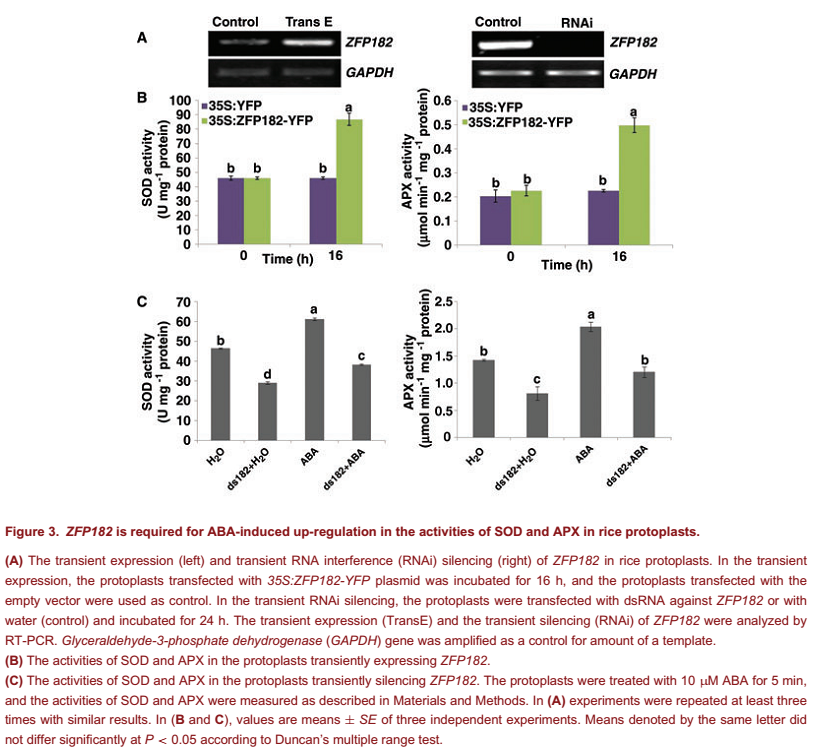 Control Trans E
Control RNAi
A
ZFP182
ZFP182
GAPDH
GAPDH
B
100
90
80
70
60
50
40
30
20
10
0
SOD activity
(U mg-1 protein)
35S:YFP
35S:ZFP182-YFP
b b b a
0 Time (h) 16
0.6
0.5
0.4
0.3
0.2
0.1
0
APX activity
(μmol min-1 mg-1 protein)
35S:YFP
35S:ZFP182-YFP
b b b a
0 Time (h) 16
C
70
60
50
40
30
20
10
0
SOD activity
(U mg-1 protein)
b d a c
H2O ds182+H2O ABA ds182+ABA
2.5
2.0
1.5
1.0
0.5
0
APX activity
(μmol min-1 mg-1 protein)
b c a b
H2O ds182+H2O ABA ds182+ABA
Figure 3. ZFP182 is required for ABA-induced up-regulation in the activities of SOD and APX in rice protoplasts.
(A) The transient expression (left) and transient RNA interference (RNAi) silencing (right) of ZFP182 in rice protoplasts. In the transient
expression, the protoplasts transfected with 35S:ZFP182-YFP plasmid was incubated for 16 h, and the protoplasts transfected with the
empty vector were used as control. In the transient RNAi silencing, the protoplasts were transfected with dsRNA against ZFP182 or with
water (control) and incubated for 24 h. The transient expression (TransE) and the transient silencing (RNAi) of ZFP182 were analyzed by
RT-PCR. Glyceraldehyde-3-phosphate dehydrogenase (GAPDH) gene was amplified as a control for amount of a template.
(B) The activities of SOD and APX in the protoplasts transiently expressing ZFP182.
(C) The activities of SOD and APX in the protoplasts transiently silencing ZFP182. The protoplasts were treated with 10 μM ABA for 5 min,
and the activities of SOD and APX were measured as described in Materials and Methods. In (A) experiments were repeated at least three
times with similar results. In (B and C), values are means ± SE of three independent experiments. Means denoted by the same letter did
not differ significantly at P < 0.05 according to Duncan's multiple range test.